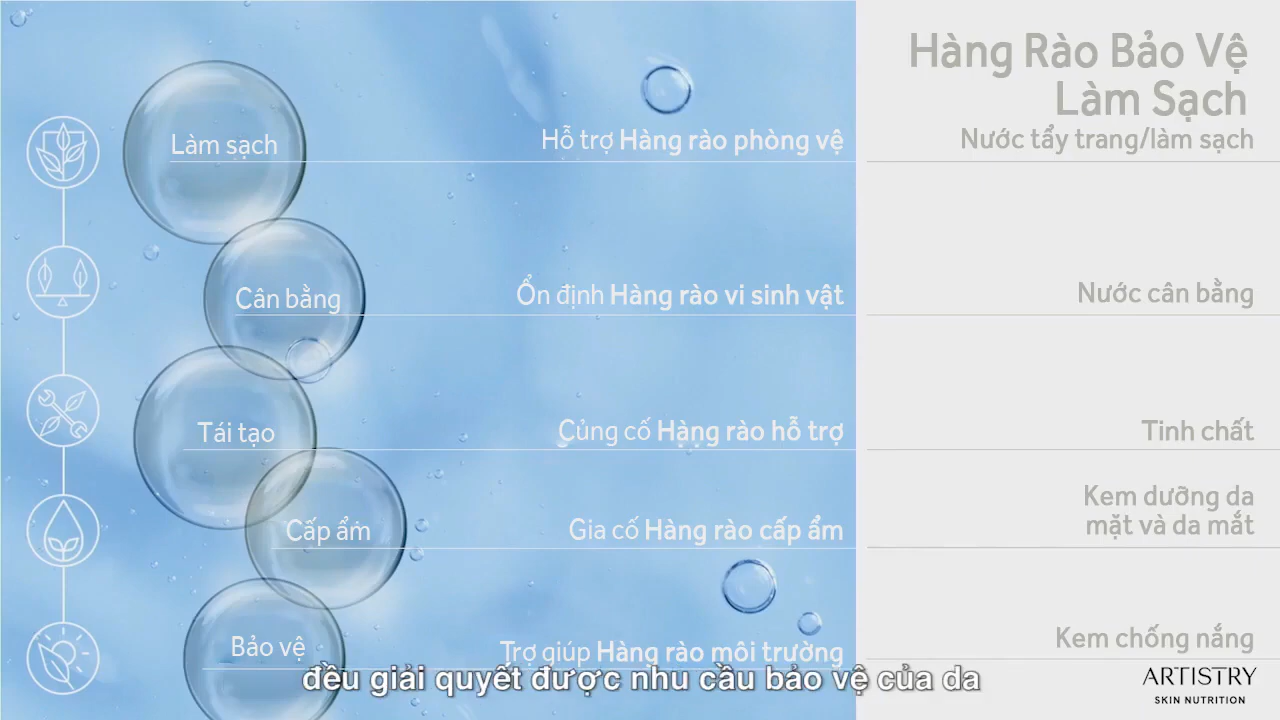 Hàng Rào Bảo Vệ
Làm Sạch
Làm sạch
Hỗ trợ Hàng rào phòng vệ
Nước tẩy trang/làm sạch
Cân bằng
Ổn định Hàng rào vi sinh vật
Nước cân bằng
Tái tạo
Củng cố Hàng rào hỗ trợ
Tinh chất
Cấp ẩm
Gia cố Hàng rào cấp ẩm
Kem dưỡng da
mặt và da mắt
Bảo vệ
Trợ giúp Hàng rào môi trường
Kem chống nắng
đều giải quyết được nhu cầu bảo vệ của da
ARTISTRY
SKIN NUTRITION